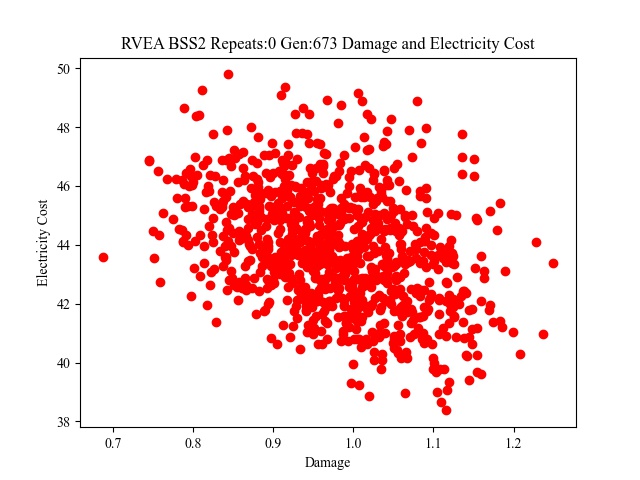 RVEA BSS2 Repeats:0 Gen:673 Damage and Electricity Cost
50
48
46
44
42
40
38
Electricity Cost
0.7 0.8 0.9 1.0 1.1 1.2
Damage